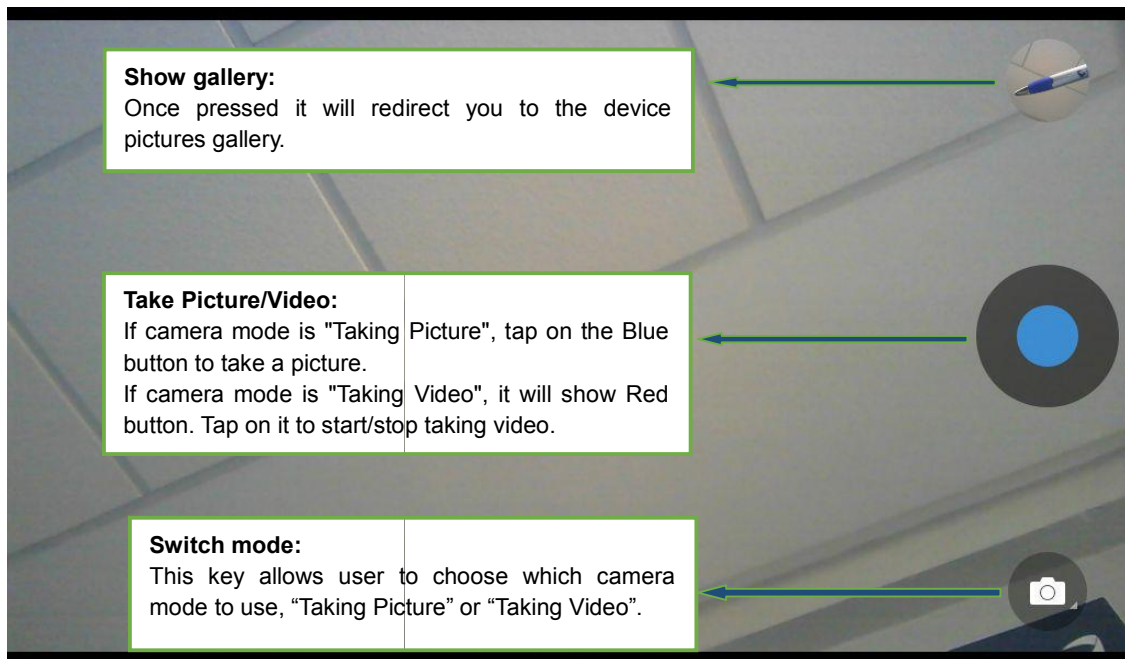 Show gallery:
Once pressed it will redirect you to the device
pictures gallery.
Take Picture/Video:
If camera mode is "Taking Picture", tap on the Blue
button to take a picture.
If camera mode is "Taking Video", it will show Red
button. Tap on it to start/stop taking video.
Switch mode:
This key allows user to choose which camera
mode to use, “Taking Picture” or “Taking Video”.